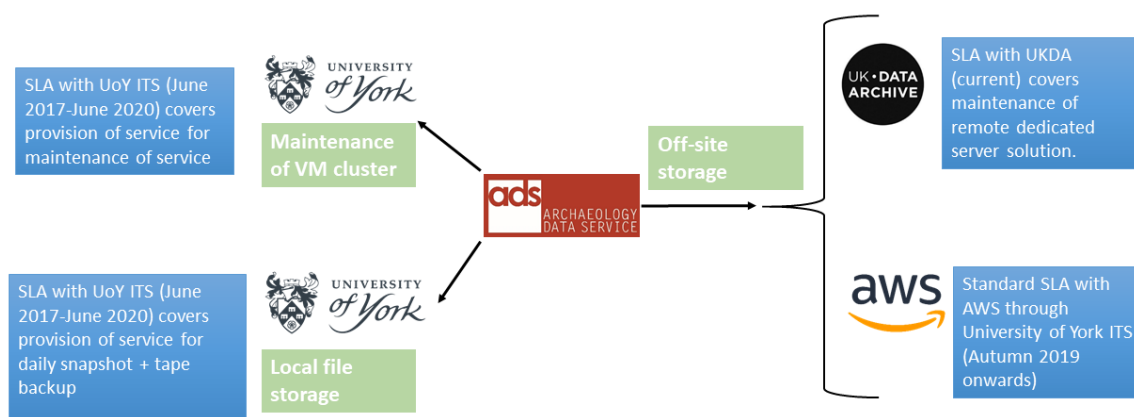 SLA with UoY ITS (June
2017-June 2020) covers
provision of service for
maintenance of service
UNIVERSITY
of York
Maintenance
of VM cluster
Off-site
storage
ads
ARCHAEOLOGY
DATA SERVICE
UK•DATA
ARCHIVE
SLA with UKDA
(current) covers
maintenance of
remote dedicated
server solution.
SLA with UoY ITS (June
2017-June 2020) covers
provision of service for
daily snapshot + tape
backup
UNIVERSITY
of York
Local file
storage
aws
Standard SLA with
AWS through
University of York ITS
(Autumn 2019
onwards)